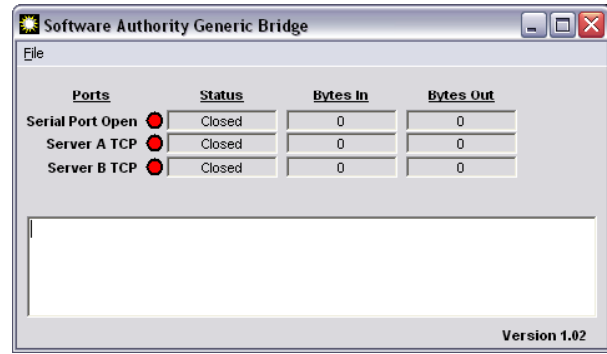 Software Authority Generic Bridge
File
Ports Status Bytes In Bytes Out
Serial Port Open Closed 0 0
Server A TCP Closed 0 0
Server B TCP Closed 0 0
Version 1.02